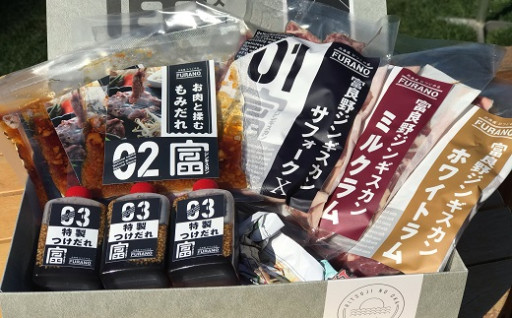 FURANO
お肉と揉む
もみだれ
02
富
01
富良野ジンギスカン
サフォークX
FURANO
富良野ジンギスカン
ミルクラム
FURANO
富良野ジンギスカン
ホワイトラム
03
特製
つけだれ
富
FURANO
03
特製
つけだれ
富
FURANO
03
特製
つけだれ
富
FURANO
HITSUJI NO OKA